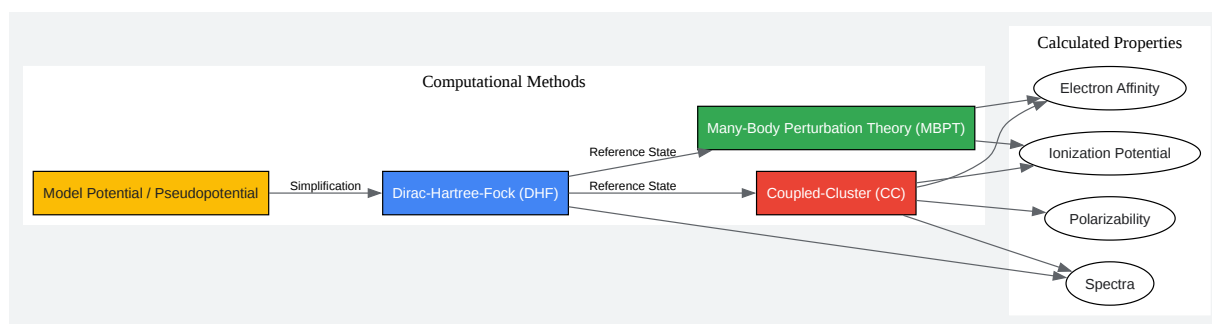 Calculated Properties
Computational Methods
Electron Affinity
Many-Body Perturbation Theory (MBPT)
Reference State
Ionization Potential
Model Potential / Pseudopotential
Simplification
Dirac-Hartree-Fock (DHF)
Reference State
Coupled-Cluster (CC)
Polarizability
Spectra